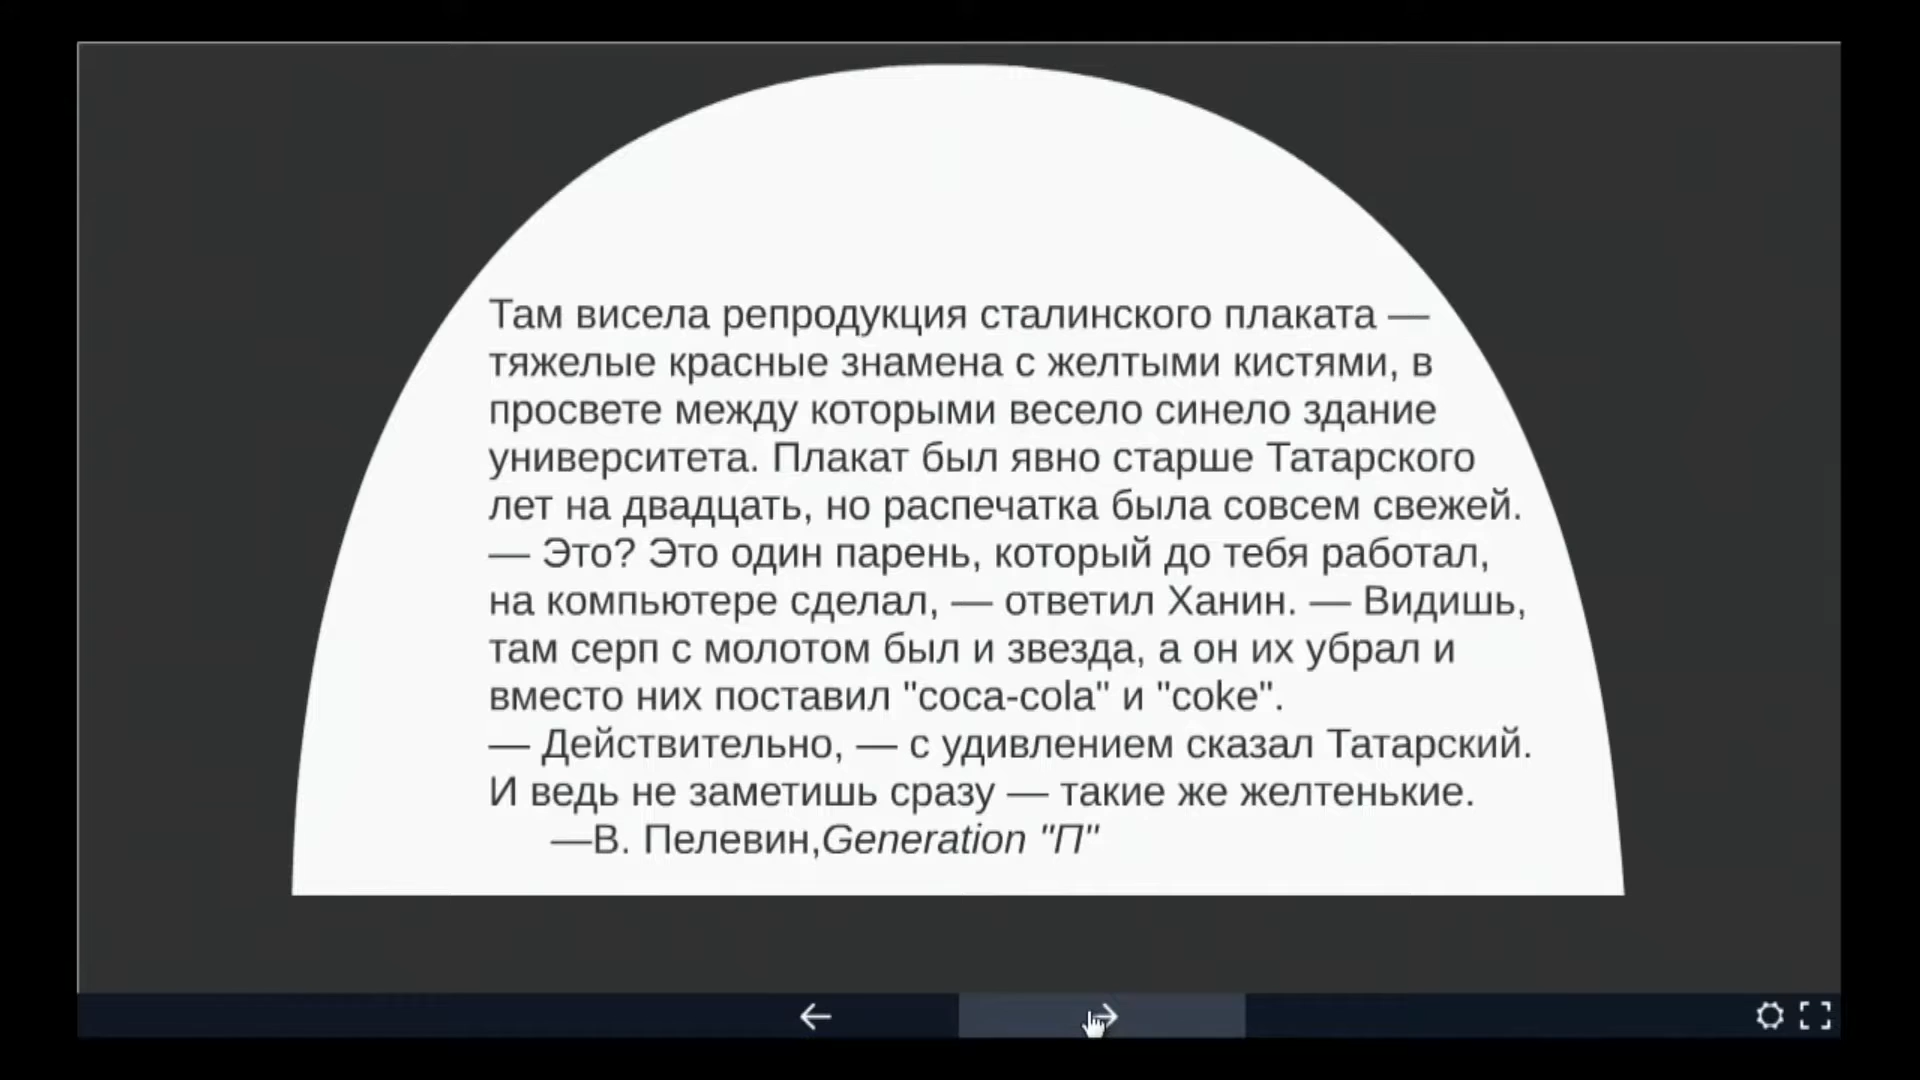 Там висела репродукция сталинского плаката —
тяжелые красные знамена с желтыми кистями, в
просвете между которыми весело синело здание
университета. Плакат был явно старше Татарского
лет на двадцать, но распечатка была совсем свежей.
— Это? Это один парень, который до тебя работал,
на компьютере сделал, — ответил Ханин. — Видишь,
там серп с молотом был и звезда, а он их убрал и
вместо них поставил "coca-cola" и "coke".
— Действительно, — с удивлением сказал Татарский.
И ведь не заметишь сразу — такие же желтенькие.
—В. Пелевин,Generation "П"